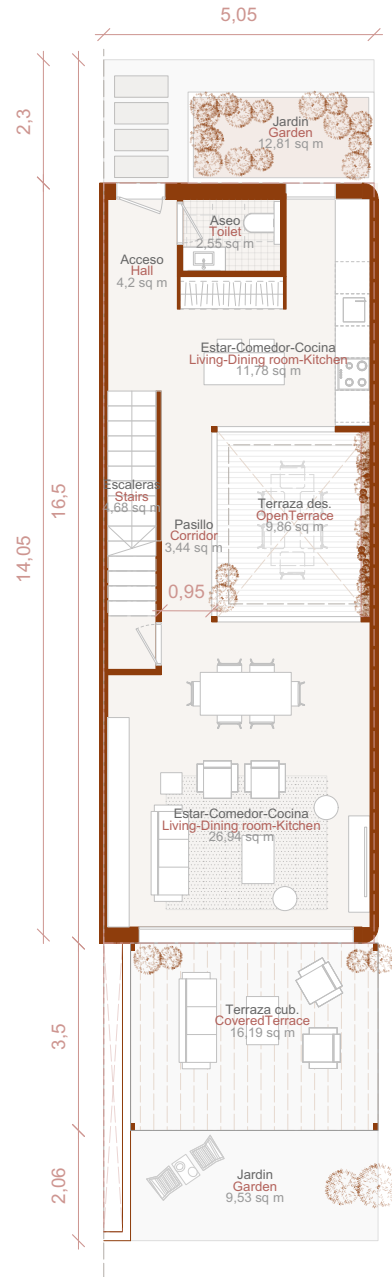 5,05
2,3
Jardin
Garden
12,81 sq m
Aseo
Toilet
2,55 sq m
Acceso
Hall
4,2 sq m
Estar-Comedor-Cocina
Living-Dining room-Kitchen
11,78 sq m
Escaleras
Stairs
4,68 sq m
Terraza des.
OpenTerrace
9,86 sq m
16,5
14,05
Pasillo
Corridor
3,44 sq m
0,95
Estar-Comedor-Cocina
Living-Dining room-Kitchen
26,94 sq m
3,5
Terraza cub.
CoveredTerrace
16,19 sq m
2,06
Jardin
Garden
9,53 sq m